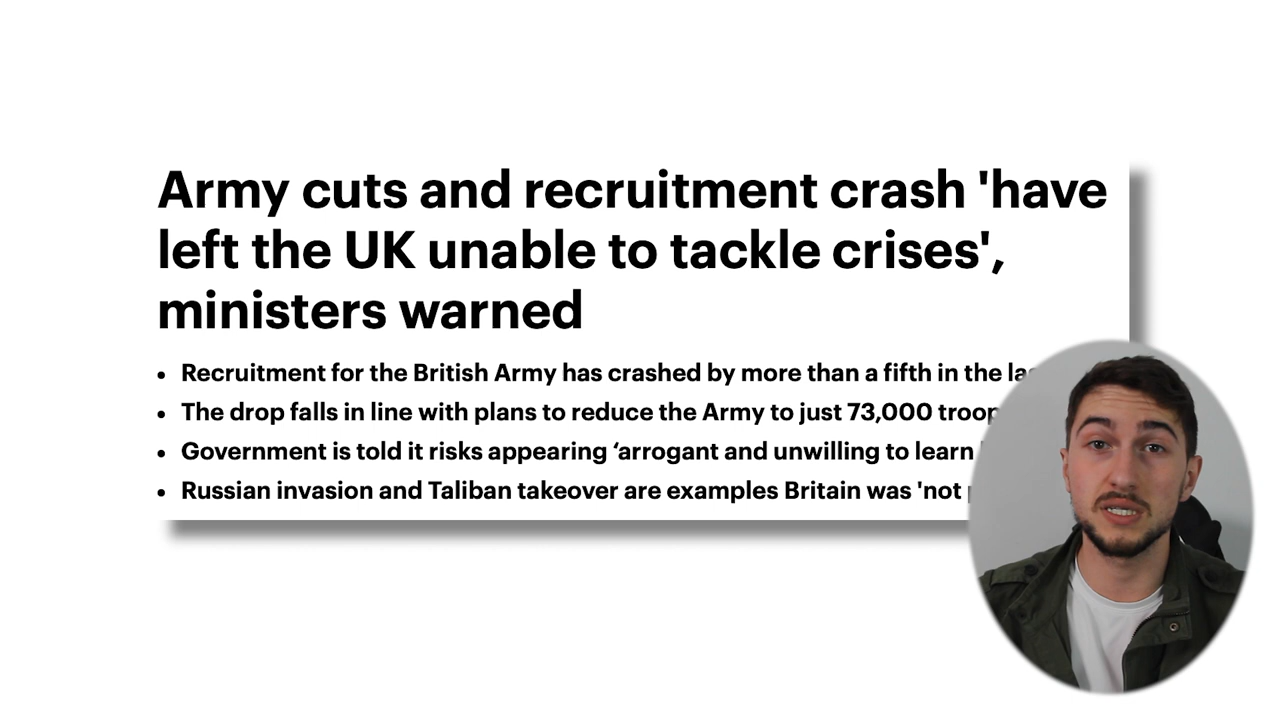 Army cuts and recruitment crash 'have
left the UK unable to tackle crises',
ministers warned
• Recruitment for the British Army has crashed by more than a fifth in the
• The drop falls in line with plans to reduce the Army to just 73,000
• Government is told it risks appearing ‘arrogant and unwilling to learn
• Russian invasion and Taliban takeover are examples Britain was 'not